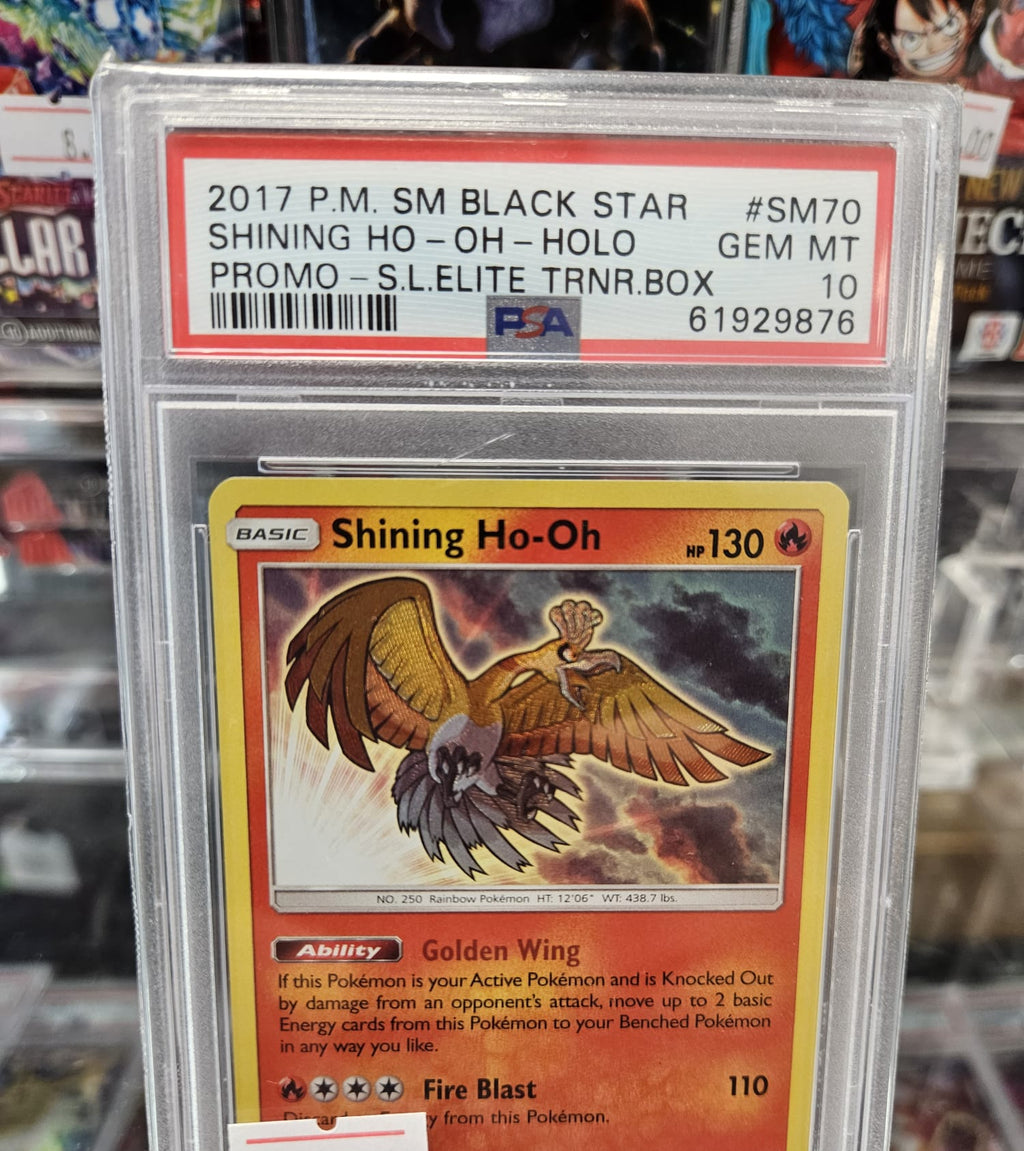 2017 P.M. SM BLACK STAR #SM70
SHINING HO-OH-HOLO GEM MT
PROMO-S.L.ELITE TRNR.BOX 10
PSA 61929876
BASIC Shining Ho-Oh HP 130
NO. 250 Rainbow Pokémon HT: 12'06" WT: 438.7 lbs.
Ability Golden Wing
If this Pokémon is your Active Pokémon and is Knocked Out
by damage from an opponent's attack, move up to 2 basic
Energy cards from this Pokémon to your Benched Pokémon
in any way you like.
Fire Blast 110
from this Pokémon.
LLAR
NEW